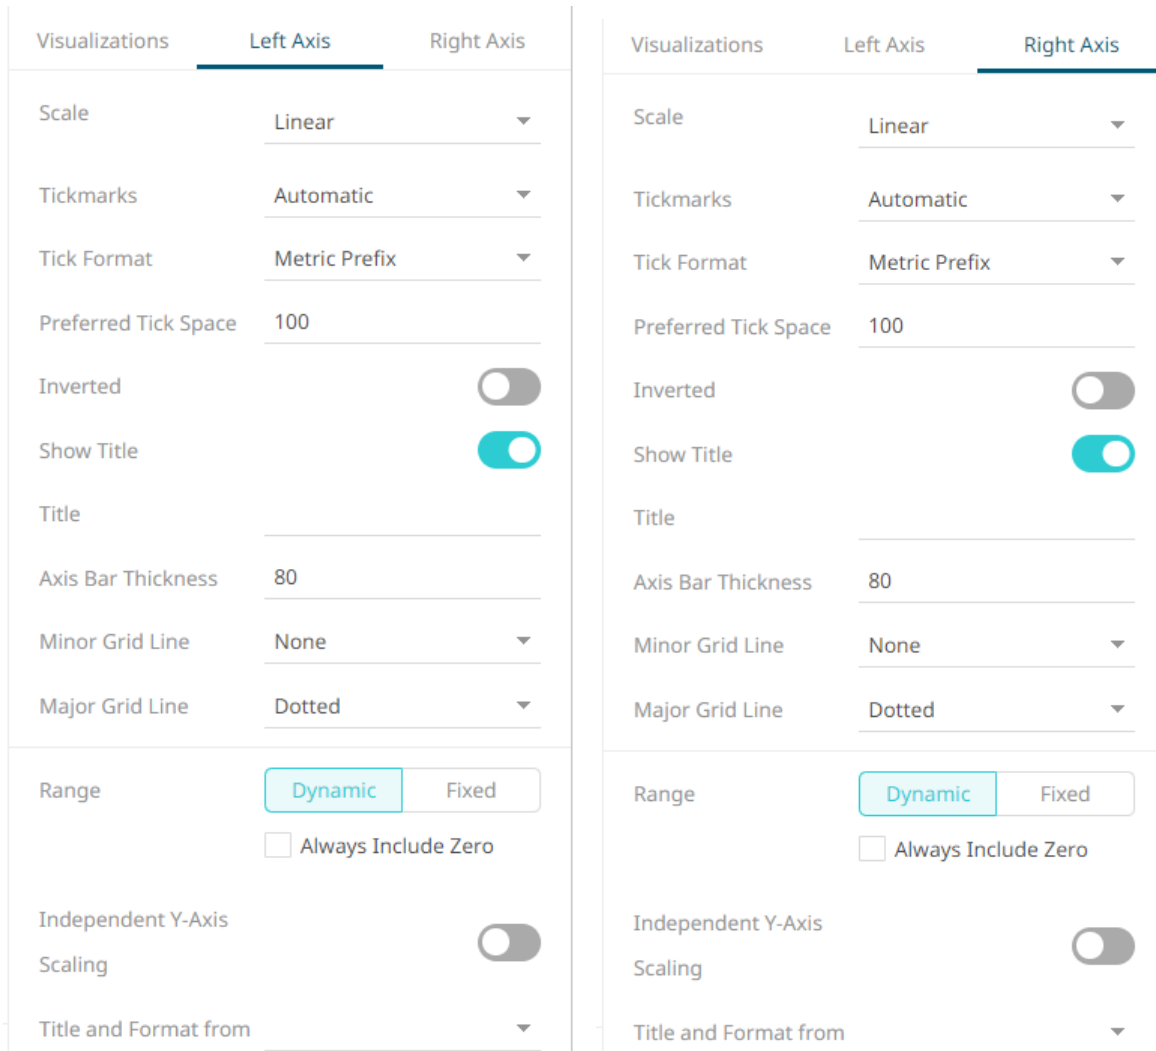 Visualizations Left Axis Right Axis
Scale Linear
Tickmarks Automatic
Tick Format Metric Prefix
Preferred Tick Space 100
Inverted
Show Title
Title
Axis Bar Thickness 80
Minor Grid Line None
Major Grid Line Dotted
Range Dynamic Fixed
Always Include Zero
Independent Y-Axis
Scaling
Title and Format from
Visualizations Left Axis Right Axis
Scale Linear
Tickmarks Automatic
Tick Format Metric Prefix
Preferred Tick Space 100
Inverted
Show Title
Title
Axis Bar Thickness 80
Minor Grid Line None
Major Grid Line Dotted
Range Dynamic Fixed
Always Include Zero
Independent Y-Axis
Scaling
Title and Format from